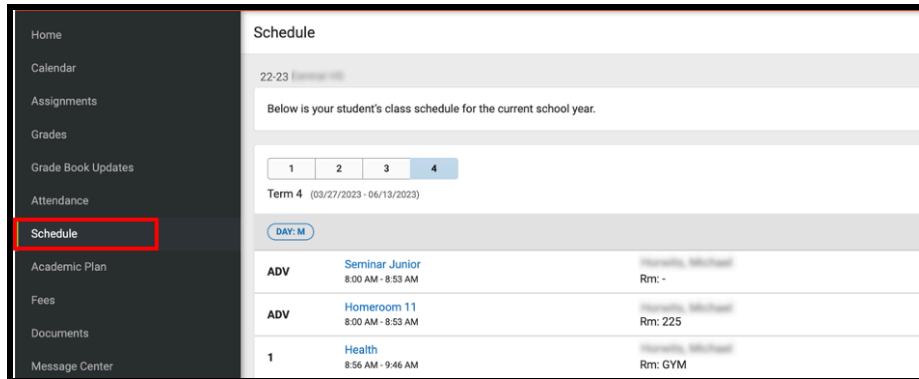 Home
Calendar
Assignments
Grades
Grade Book Updates
Attendance
Schedule
Academic Plan
Fees
Documents
Message Center
Schedule
22-23
Below is your student's class schedule for the current school year.
1 2 3 4
Term 4 (03/27/2023 - 06/13/2023)
DAY: M
ADV Seminar Junior
8:00 AM - 8:53 AM Rm: -
ADV Homeroom 11
8:00 AM - 8:53 AM Rm: 225
1 Health
8:56 AM - 9:46 AM Rm: GYM